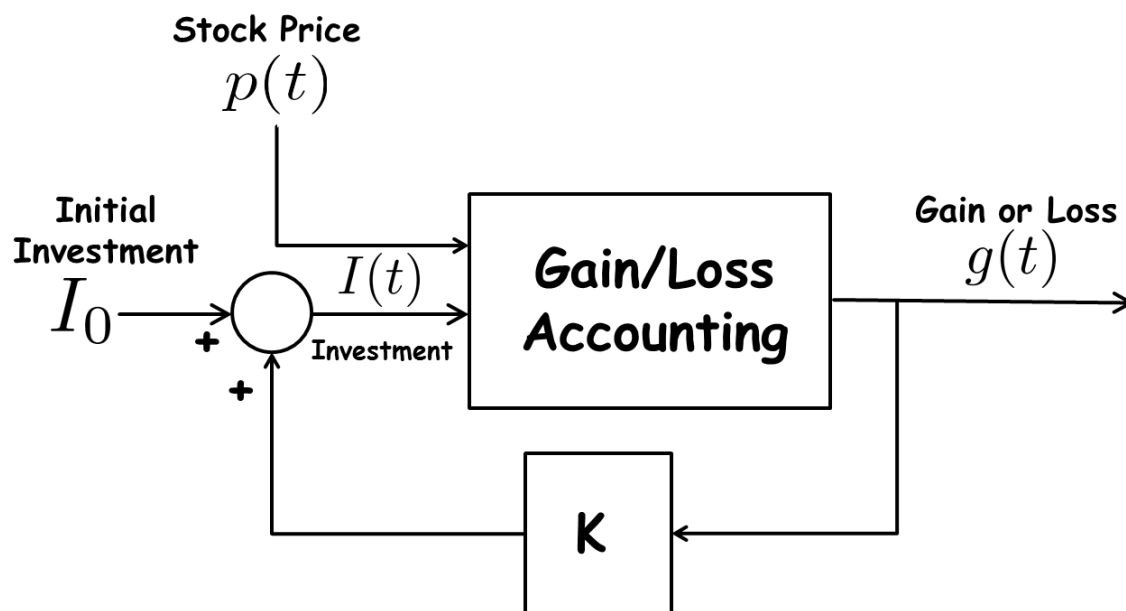 Stock Price
p(t)
Initial
Investment
I₀
+
+
I(t)
Investment
Gain/Loss
Accounting
Gain or Loss
g(t)
K